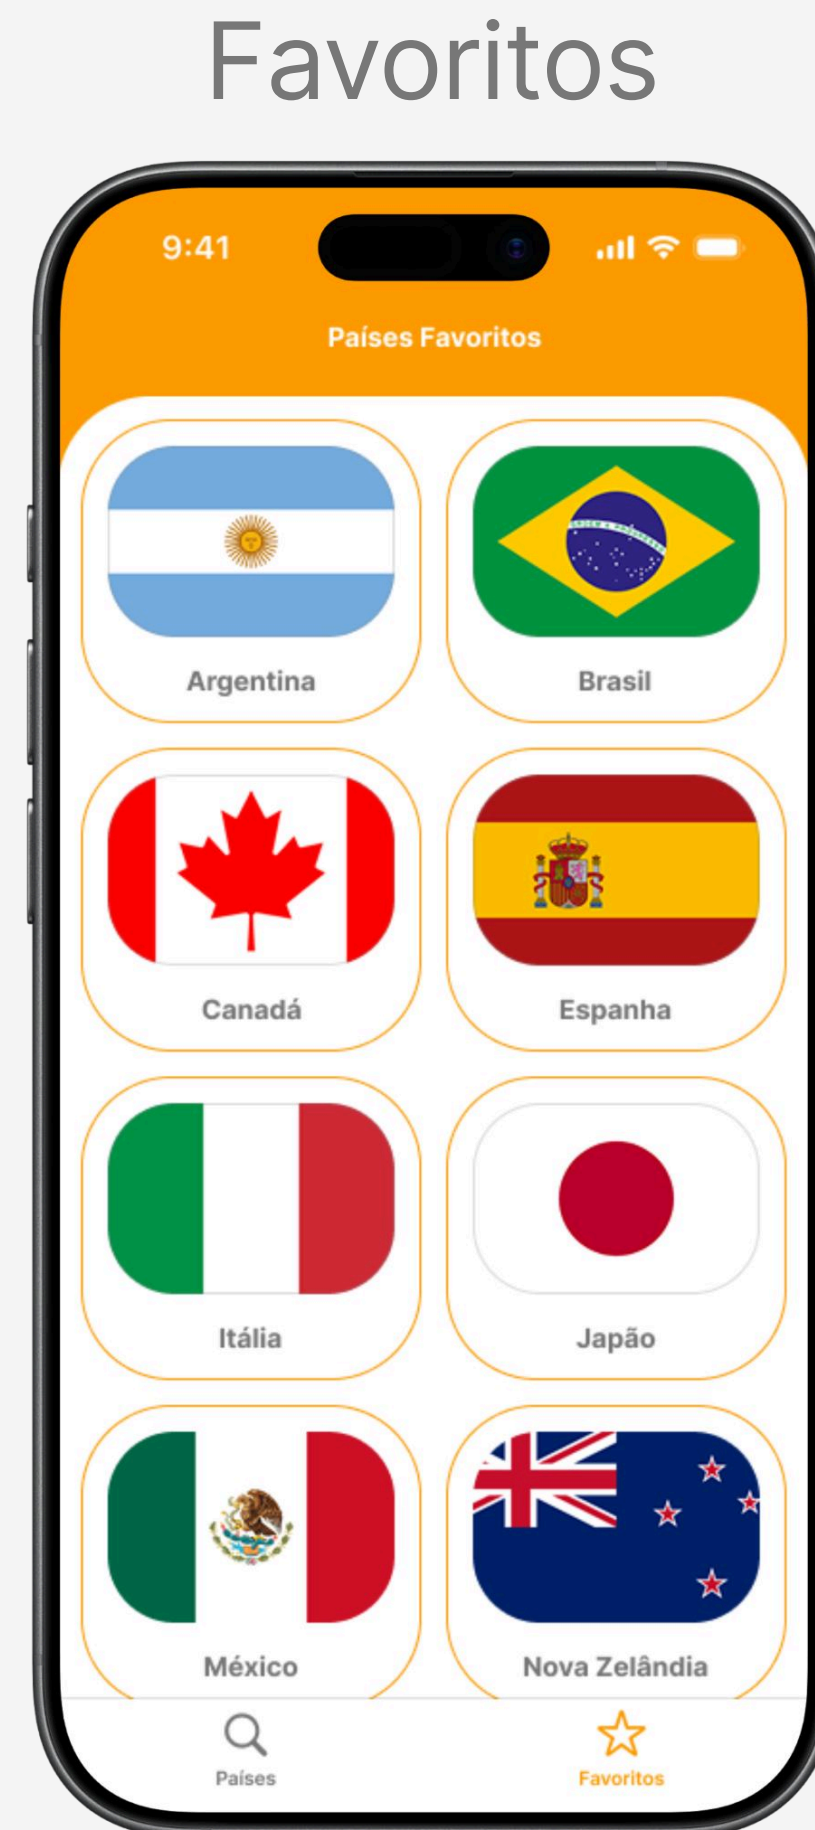 Favoritos
9:41
Países Favoritos
Argentina
Brasil
Canadá
Espanha
Itália
Japão
México
Nova Zelândia
Países
Favoritos